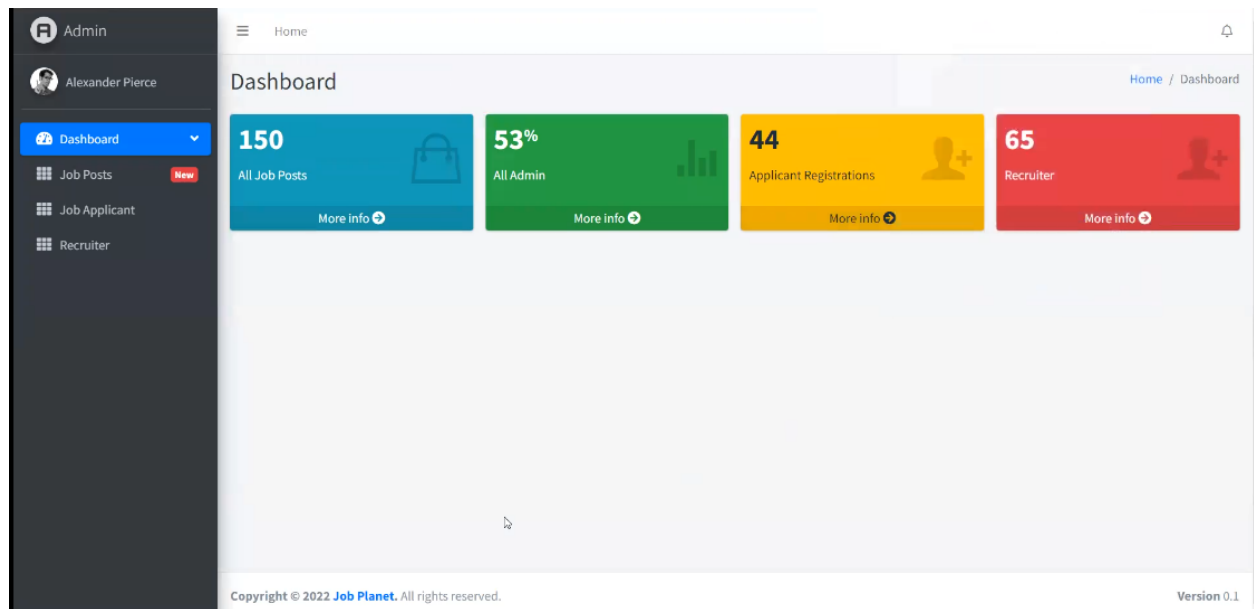 Admin
Home
Alexander Pierce
Dashboard
Home / Dashboard
Dashboard
Job Posts New
Job Applicant
Recruiter
150
All Job Posts
More info
53%
All Admin
More info
44
Applicant Registrations
More info
65
Recruiter
More info
Copyright © 2022 Job Planet. All rights reserved.
Version 0.1